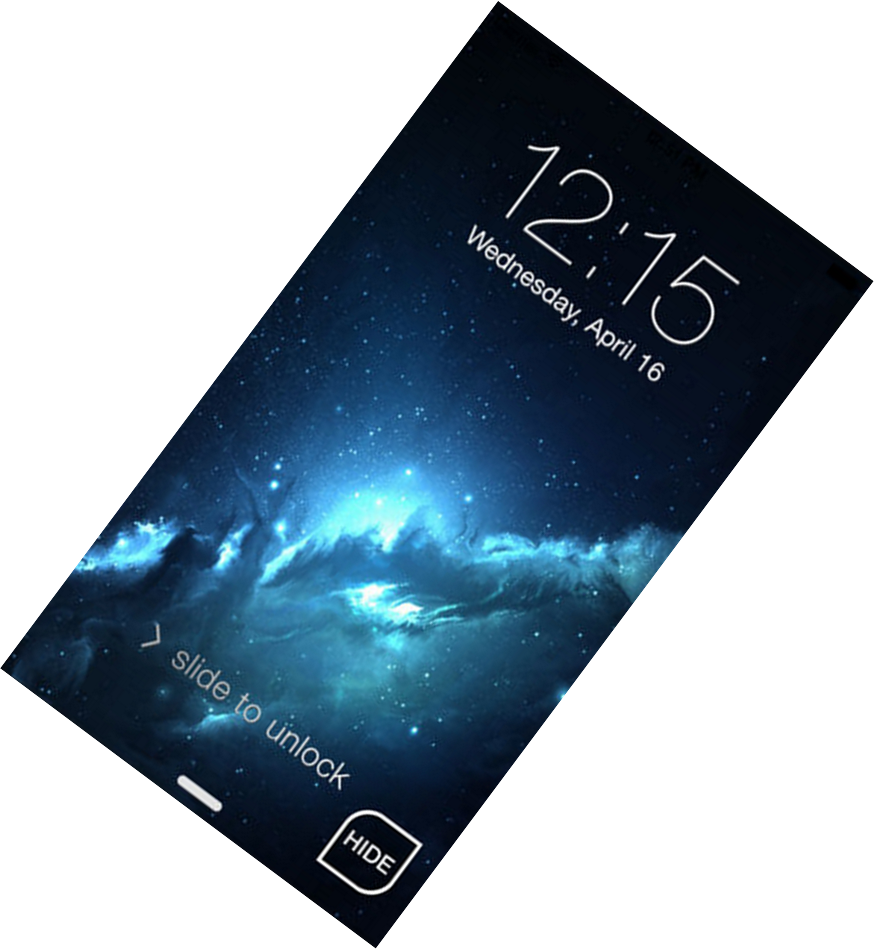 12:15
Wednesday, April 16
> slide to unlock
HIDE